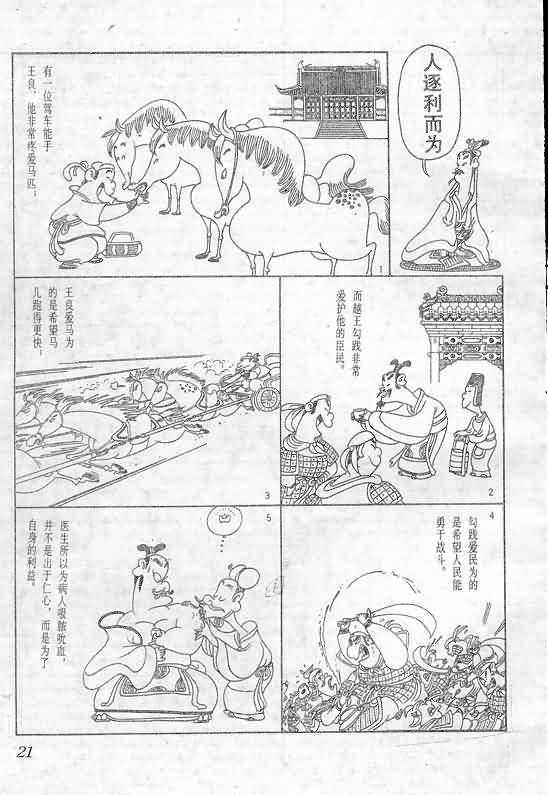 人逐利而为
有一位驾车能手
王良，他非常疼爱马匹；
1
而越王勾践非常
爱护他的臣民。
2
王良爱马为
的是希望马
儿跑得更快；
3
勾践爱民为的
是希望人民能
勇于战斗。
4
医生所以为病人吸脓吮血，
并不是出于仁心，而是为了
自身的利益。
5
21